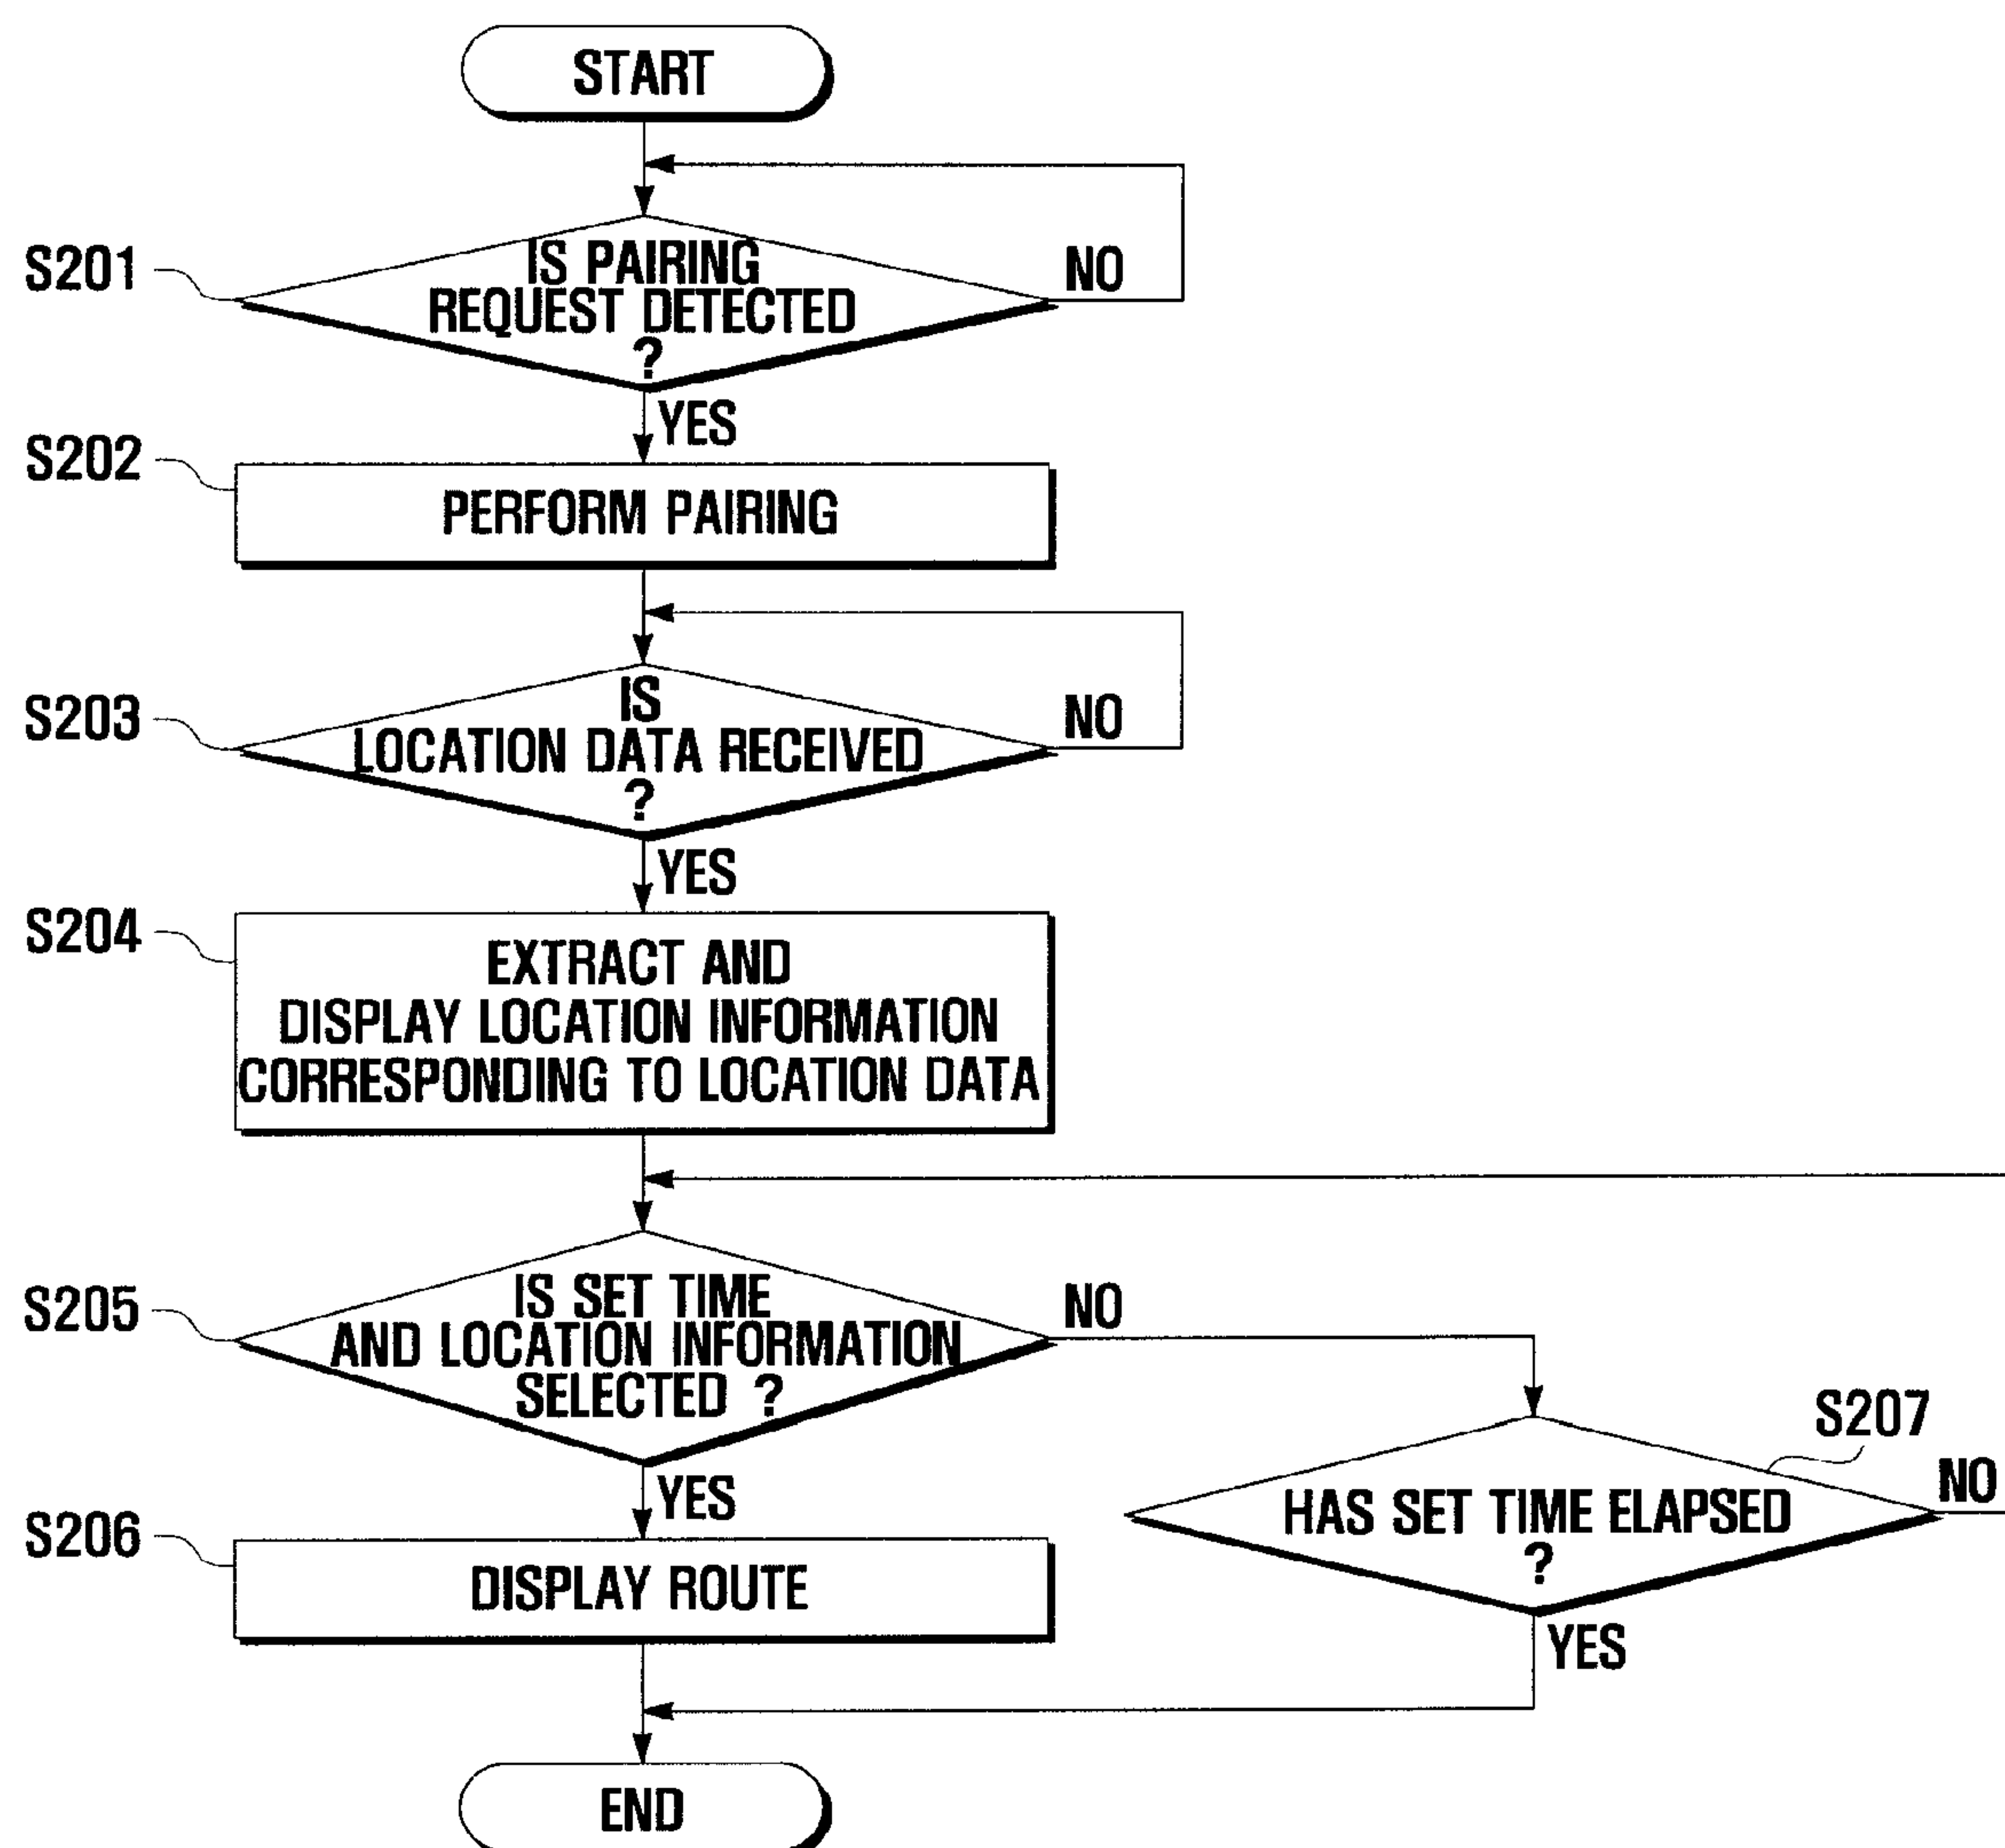 START
S201
IS PAIRING
REQUEST DETECTED
?
NO
YES
S202
PERFORM PAIRING
S203
IS
LOCATION DATA RECEIVED
?
NO
YES
S204
EXTRACT AND
DISPLAY LOCATION INFORMATION
CORRESPONDING TO LOCATION DATA
S205
IS SET TIME
AND LOCATION INFORMATION
SELECTED ?
NO
YES
S207
HAS SET TIME ELAPSED
?
NO
YES
S206
DISPLAY ROUTE
END